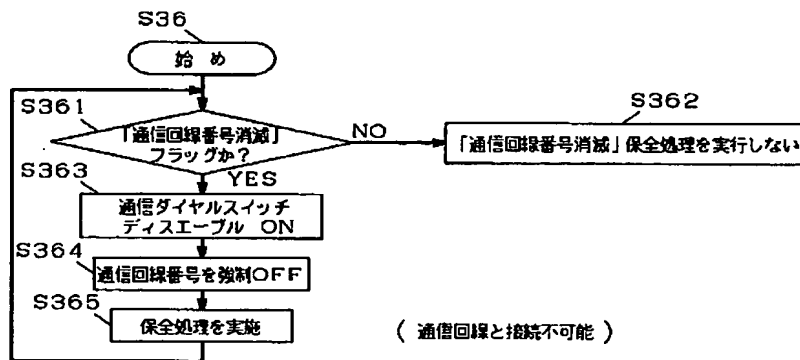 S36
始 め
S361
「通信回線番号消滅」
フラッグか?
NO
S362
「通信回線番号消滅」保全処理を実行しない
YES
S363
通信ダイヤルスイッチ
ディスエーブル ON
S364
通信回線番号を強制OFF
S365
保全処理を実施
( 通信回線と接続不可能 )